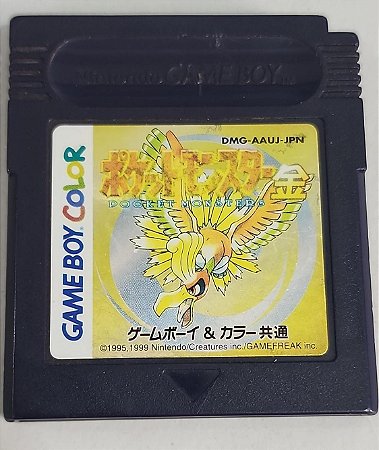 Nintendo GAME BOY
DMG-AAUJ-JPN
ポケットモンスター金
POCKET MONSTERS
GAME BOY COLOR
ゲームボーイ & カラー共通
©1995,1999 Nintendo/Creatures inc./GAMEFREAK inc.